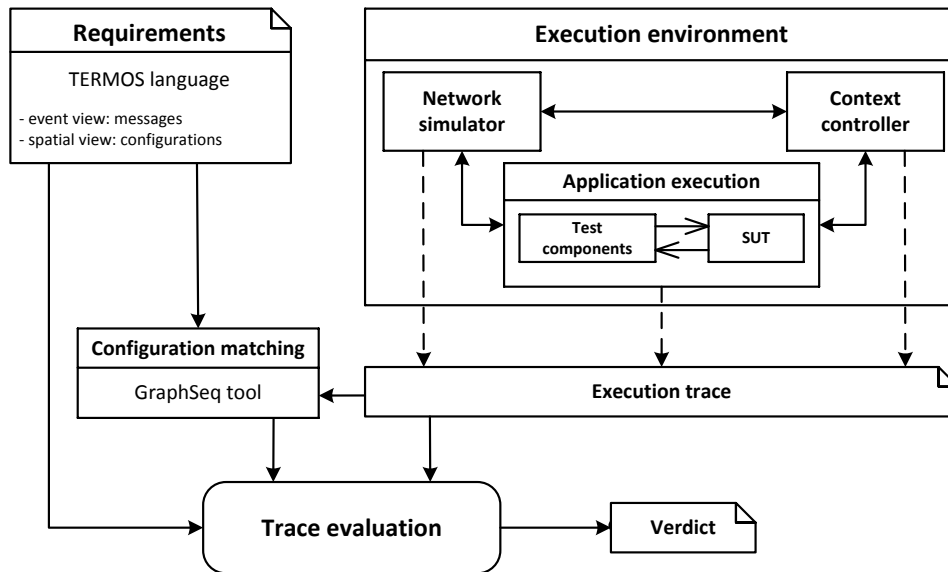 Requirements
TERMOS language
- event view: messages
- spatial view: configurations
Execution environment
Network
simulator
Context
controller
Application execution
Test
components
SUT
Configuration matching
GraphSeq tool
Execution trace
Trace evaluation
Verdict